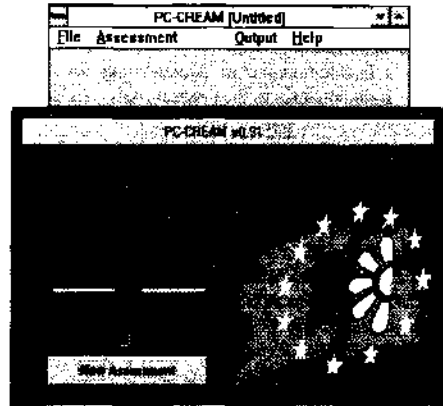 PC-CREAM [Untitled]
File Assessment Output Help
PC-CREAM v0.91
New Assessment